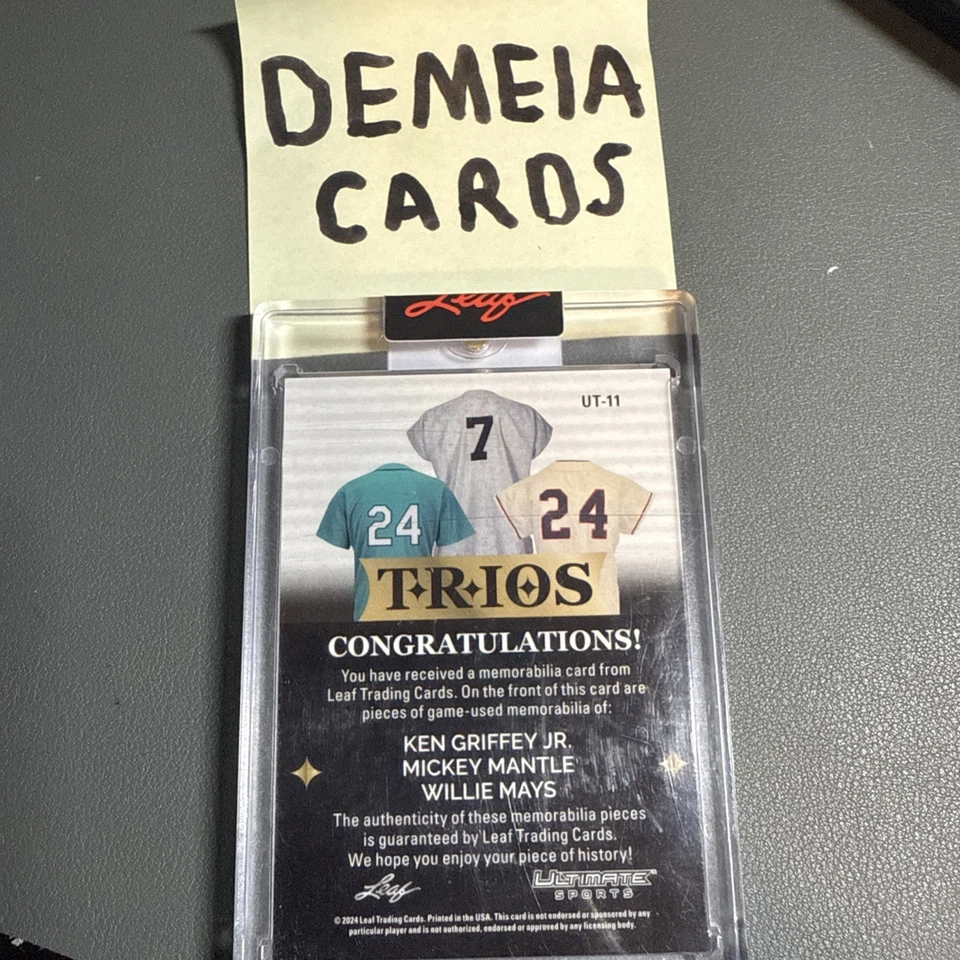 DEMEIA
CARDS
Leaf
UT-11
7
24
24
TRIOS
CONGRATULATIONS!
You have received a memorabilia card from
Leaf Trading Cards. On the front of this card are
pieces of game-used memorabilia of:
KEN GRIFFEY JR.
MICKEY MANTLE
WILLIE MAYS
The authenticity of these memorabilia pieces
is guaranteed by Leaf Trading Cards.
We hope you enjoy your piece of history!
Leaf
ULTIMATE
SPORTS
© 2024 Leaf Trading Cards. Printed in the USA. This card is not endorsed or sponsored by any
particular player and is not authorized, endorsed or approved by any licensing body.